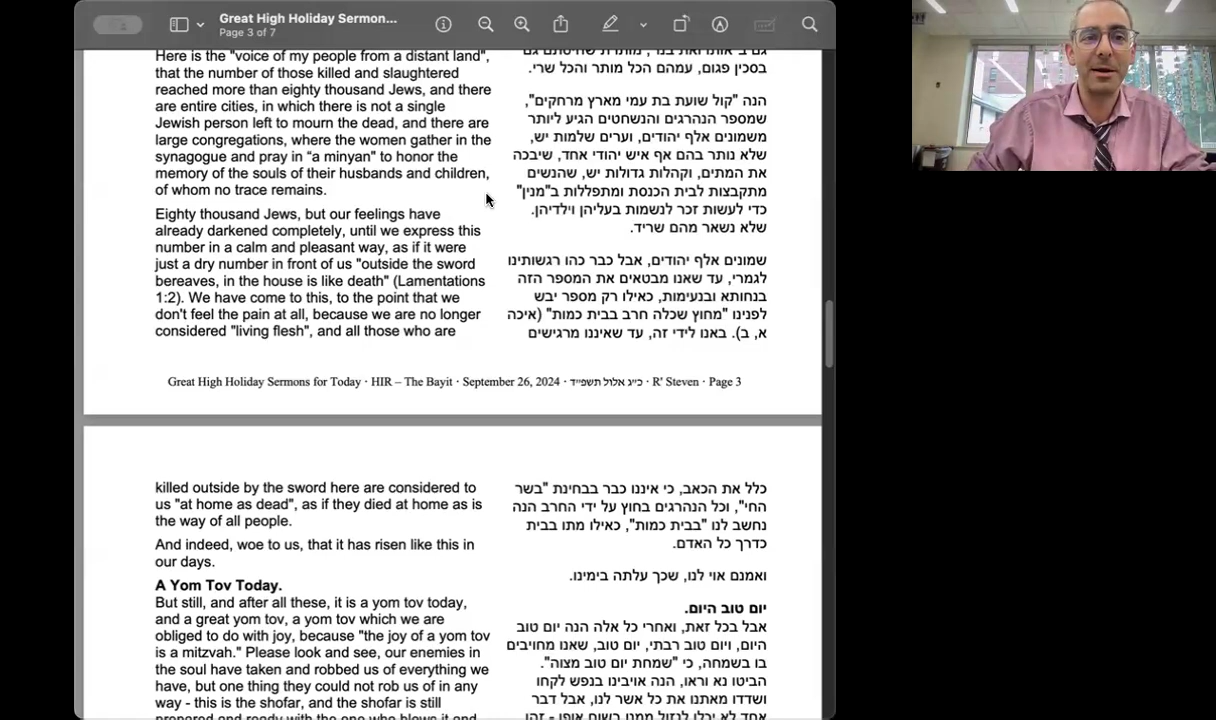 Great High Holiday Sermon...
Page 3 of 7
Here is the "voice of my people from a distant land",
that the number of those killed and slaughtered
reached more than eighty thousand Jews, and there
are entire cities, in which there is not a single
Jewish person left to mourn the dead, and there are
large congregations, where the women gather in the
synagogue and pray in “a minyan" to honor the
memory of the souls of their husbands and children,
of whom no trace remains.
Eighty thousand Jews, but our feelings have
already darkened completely, until we express this
number in a calm and pleasant way, as if it were
just a dry number in front of us "outside the sword
bereaves, in the house is like death" (Lamentations
1:2). We have come to this, to the point that we
don't feel the pain at all, because we are no longer
considered "living flesh", and all those who are
בסכין פגום, עמהם הכל מותר והכל שרי.
הנה "קול שועת בת עמי מארץ מרחקים",
שמספר הנהרגים והנשחטים הגיע ליותר
משמונים אלף יהודים, וערים שלמות יש,
שלא נותר בהם אף איש יהודי אחד, שיבכה
את המתים, וקהלות גדולות יש, שהנשים
מתקבצות לבית הכנסת ומתפללות ב"מנין"
כדי לעשות זכר לנשמות בעליהן וילדיהן.
שלא נשאר מהם שריד.
שמונים אלף יהודים, אבל כבר כהו רגשותינו
לגמרי, עד שאנו מבטאים את המספר הזה
בנחותא ובנעימות, כאילו רק מספר יבש
לפנינו "מחוץ שכלה חרב בבית כמות" (איכה
א, ב). באנו לידי זה, עד שאיננו מרגישים
Great High Holiday Sermons for Today · HIR – The Bayit · September 26, 2024 · כ״ג אלול תשפ״ד · R' Steven · Page 3
killed outside by the sword here are considered to
us "at home as dead", as if they died at home as is
the way of all people.
And indeed, woe to us, that it has risen like this in
our days.
A Yom Tov Today.
But still, and after all these, it is a yom tov today,
and a great yom tov, a yom tov which we are
obliged to do with joy, because "the joy of a yom tov
is a mitzvah." Please look and see, our enemies in
the soul have taken and robbed us of everything we
have, but one thing they could not rob us of in any
way - this is the shofar, and the shofar is still
prepared and ready with the one who blows it and
כלל את הכאב, כי איננו כבר בבחינת "בשר
החי", וכל הנהרגים בחוץ על ידי החרב הנה
נחשב לנו "בבית כמות", כאילו מתו בבית
כדרך כל האדם.
ואמנם אוי לנו, שכך עלתה בימינו.
יום טוב היום.
אבל בכל זאת, ואחרי כל אלה הנה יום טוב
היום, ויום טוב רבתי, יום טוב, שאנו מחויבים
בו בשמחה, כי "שמחת יום טוב מצוה".
הביטו נא וראו, הנה אויבינו בנפש לקחו
ושדדו מאתנו את כל אשר לנו, אבל דבר
אחד לא יכלו לגזול ממנו בשום אופן - זהו